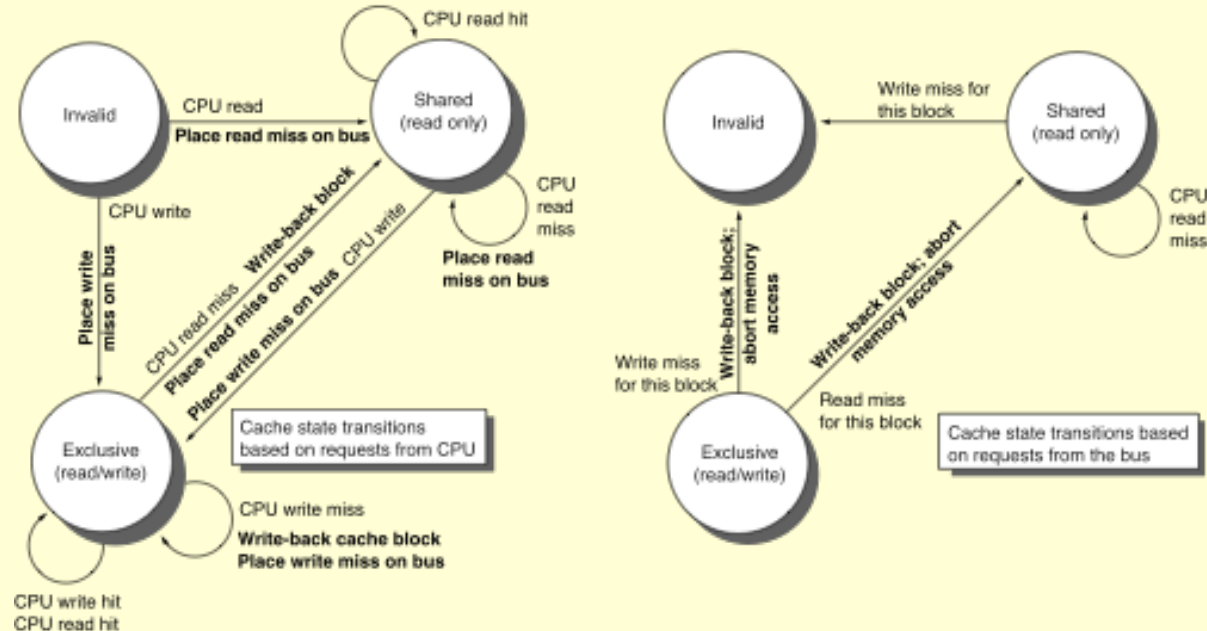 CPU read hit
Invalid
CPU read
Place read miss on bus
Shared
(read only)
CPU write
Place write
miss on bus
CPU read miss
Write-back block
Place read miss on bus
Place write miss on bus
CPU write
CPU
read
miss
Place read
miss on bus
Exclusive
(read/write)
Cache state transitions
based on requests from CPU
CPU write miss
Write-back cache block
Place write miss on bus
CPU write hit
CPU read hit
Invalid
Write miss for
this block
Shared
(read only)
CPU
read
miss
Write-back block;
abort memory
access
Write-back block; abort
memory access
Write miss
for this block
Read miss
for this block
Exclusive
(read/write)
Cache state transitions based
on requests from the bus